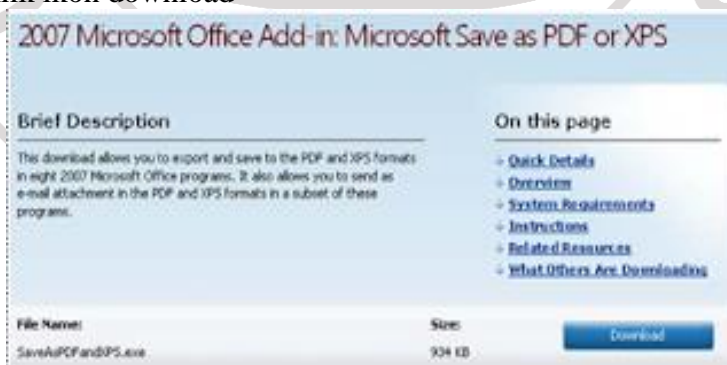 download
2007 Microsoft Office Add-in: Microsoft Save as PDF or XPS
Brief Description
On this page
This download allows you to export and save to the PDF and XPS formats
in eight 2007 Microsoft Office programs. It also allows you to send as
e-mail attachment in the PDF and XPS formats in a subset of these
programs.
Quick Details
Overview
System Requirements
Instructions
Related Resources
What Others Are Downloading
File Name:
Size:
Download
SaveAsPDFandXPS.exe
934 KB